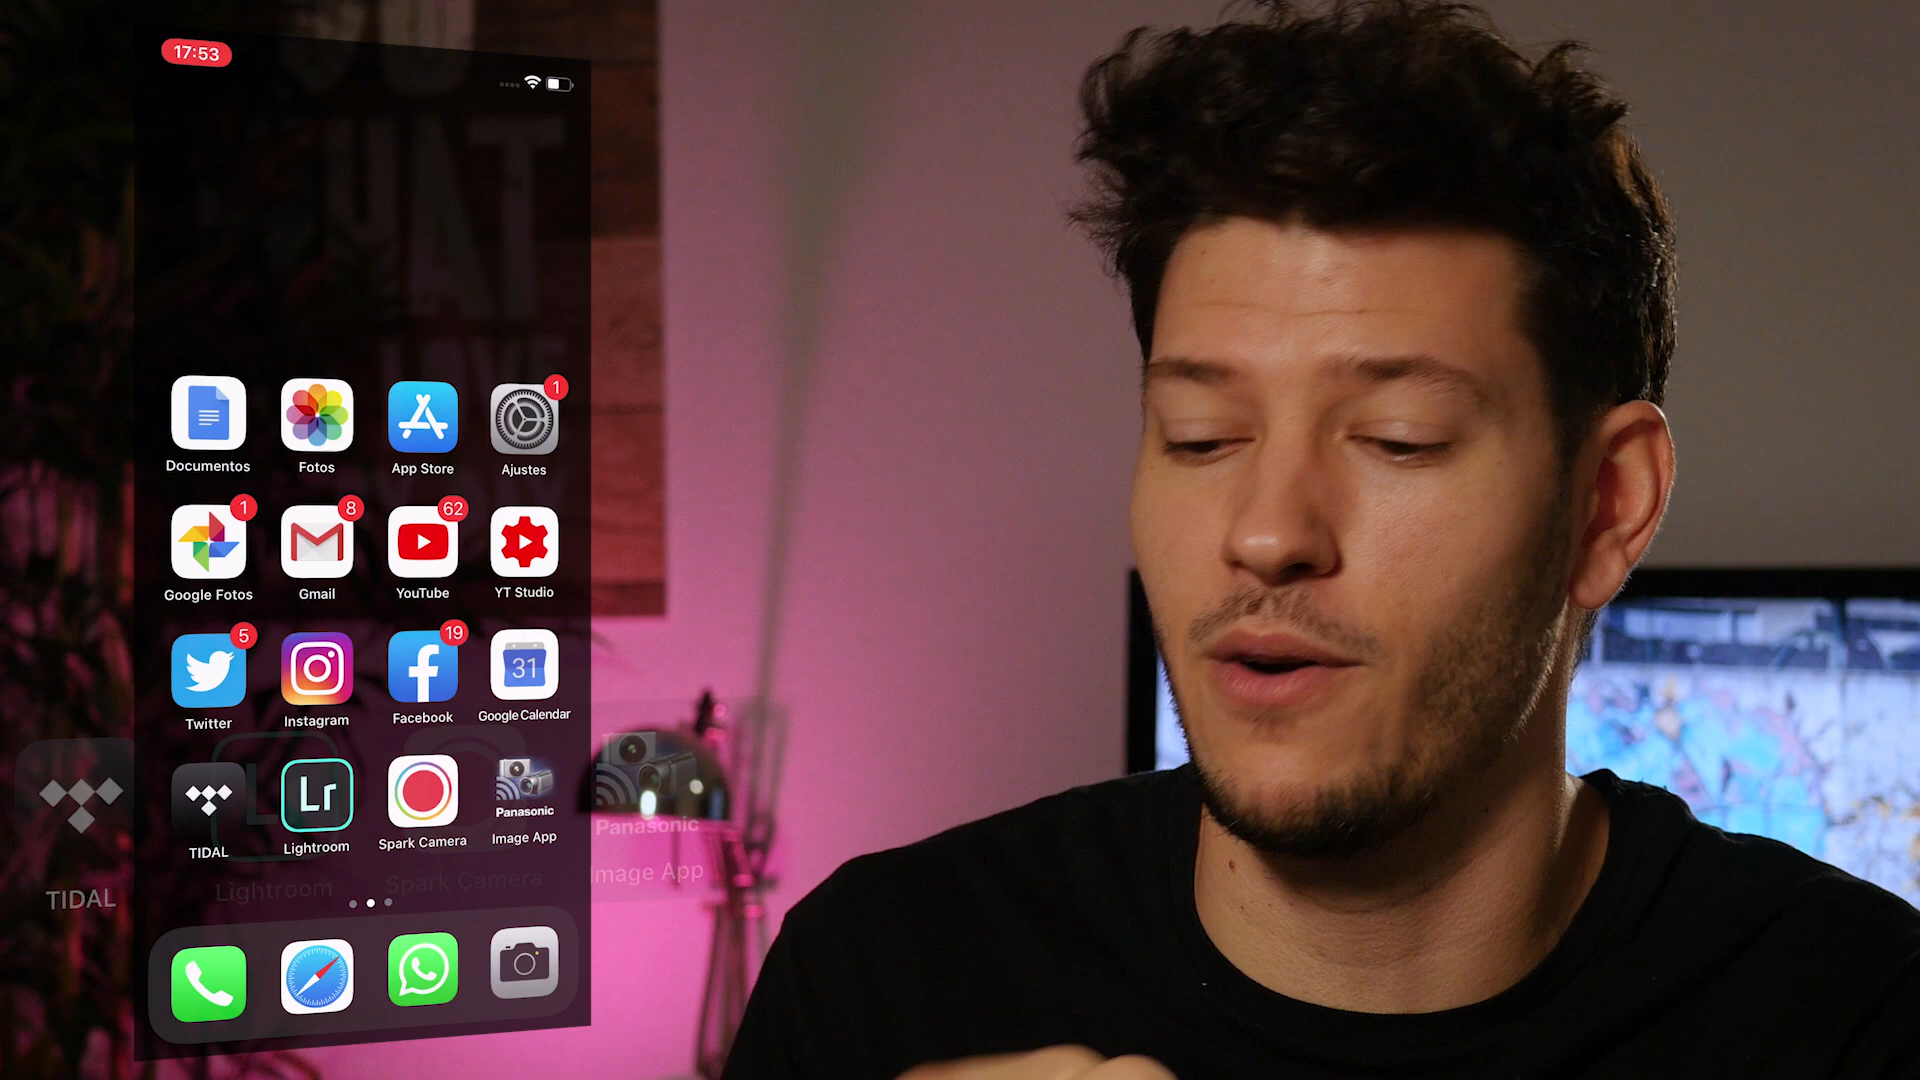 17:53
Documentos
Fotos
App Store
Ajustes
1
1
8
62
Google Fotos
Gmail
YouTube
YT Studio
5
19
31
Twitter
Instagram
Facebook
Google Calendar
Lr
Panasonic
TIDAL
Lightroom
Spark Camera
Image App
Panasonic
TIDAL
Lightroom
Spark Camera
Image App